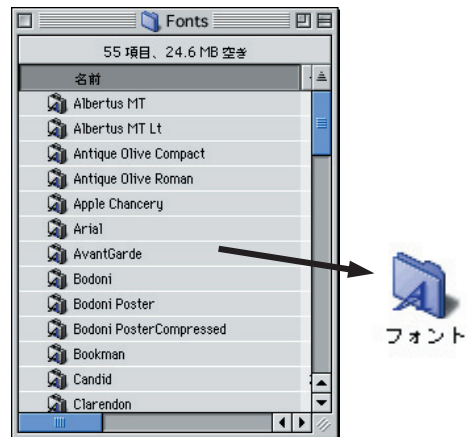 Fonts
55 項目、24.6 MB 空き
名前
Albertus MT
Albertus MT Lt
Antique Olive Compact
Antique Olive Roman
Apple Chancery
Arial
AvantGarde
Bodoni
Bodoni Poster
Bodoni PosterCompressed
Bookman
Candid
Clarendon
フォント